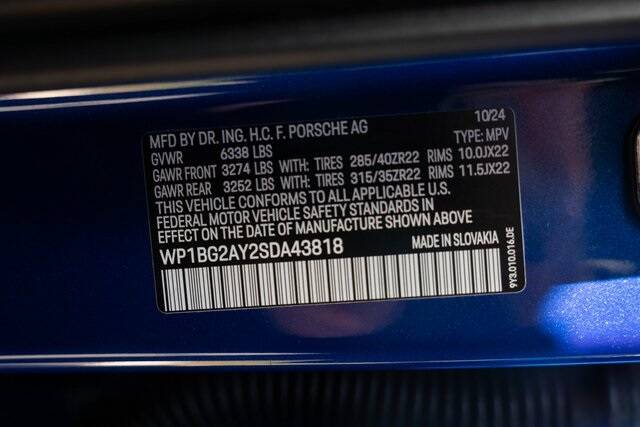 MFD BY DR. ING. H.C. F. PORSCHE AG 10/24
GVWR 6338 LBS TYPE: MPV
GAWR FRONT 3274 LBS WITH: TIRES 285/40ZR22 RIMS 10.0JX22
GAWR REAR 3252 LBS WITH: TIRES 315/35ZR22 RIMS 11.5JX22
THIS VEHICLE CONFORMS TO ALL APPLICABLE U.S.
FEDERAL MOTOR VEHICLE SAFETY STANDARDS IN
EFFECT ON THE DATE OF MANUFACTURE SHOWN ABOVE
WP1BG2AY2SDA43818 MADE IN SLOVAKIA
9Y3.010.016.DE